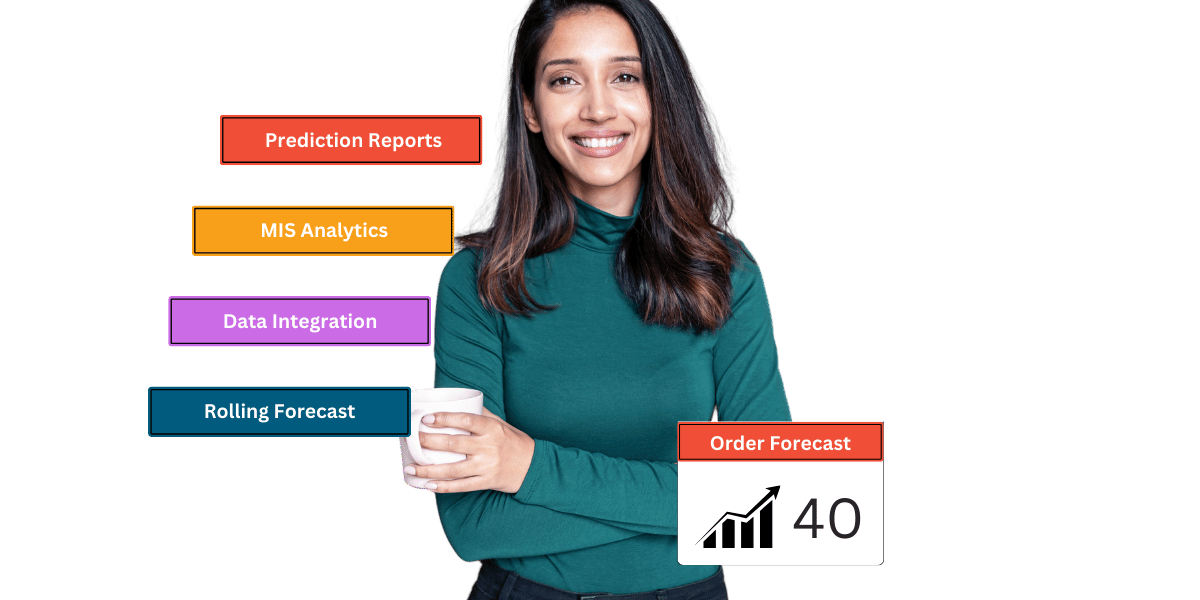 Prediction Reports
MIS Analytics
Data Integration
Rolling Forecast
Order Forecast
40